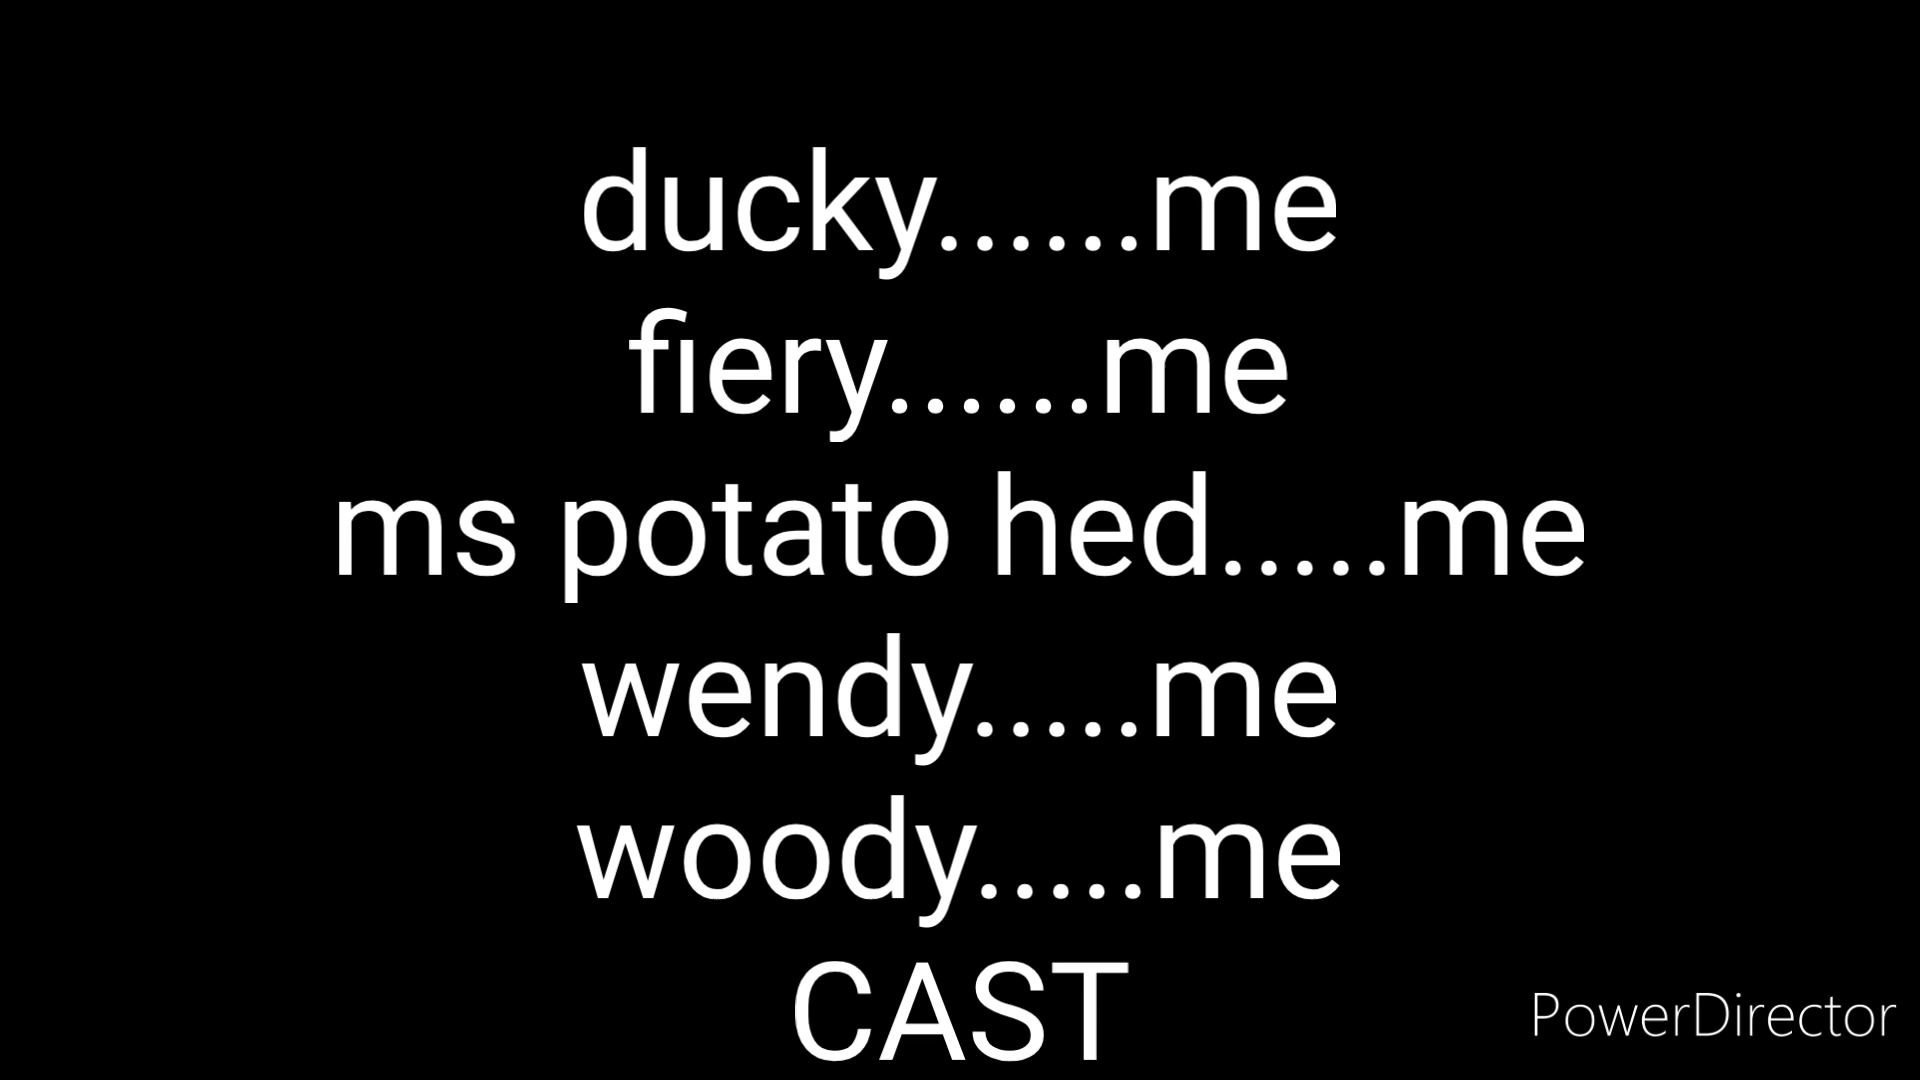 ducky......me
fiery......me
ms potato hed.....me
wendy.....me
woody.....me
CAST
PowerDirector